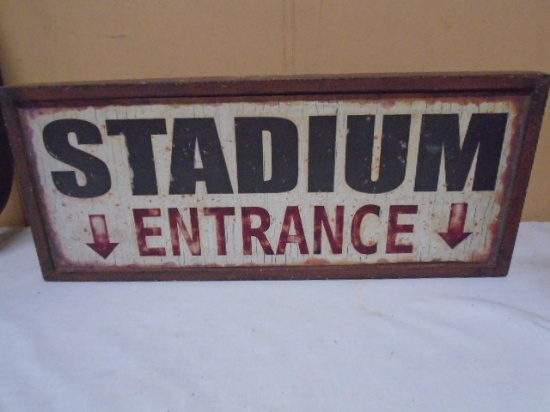 STADIUM
↓ ENTRANCE ↓